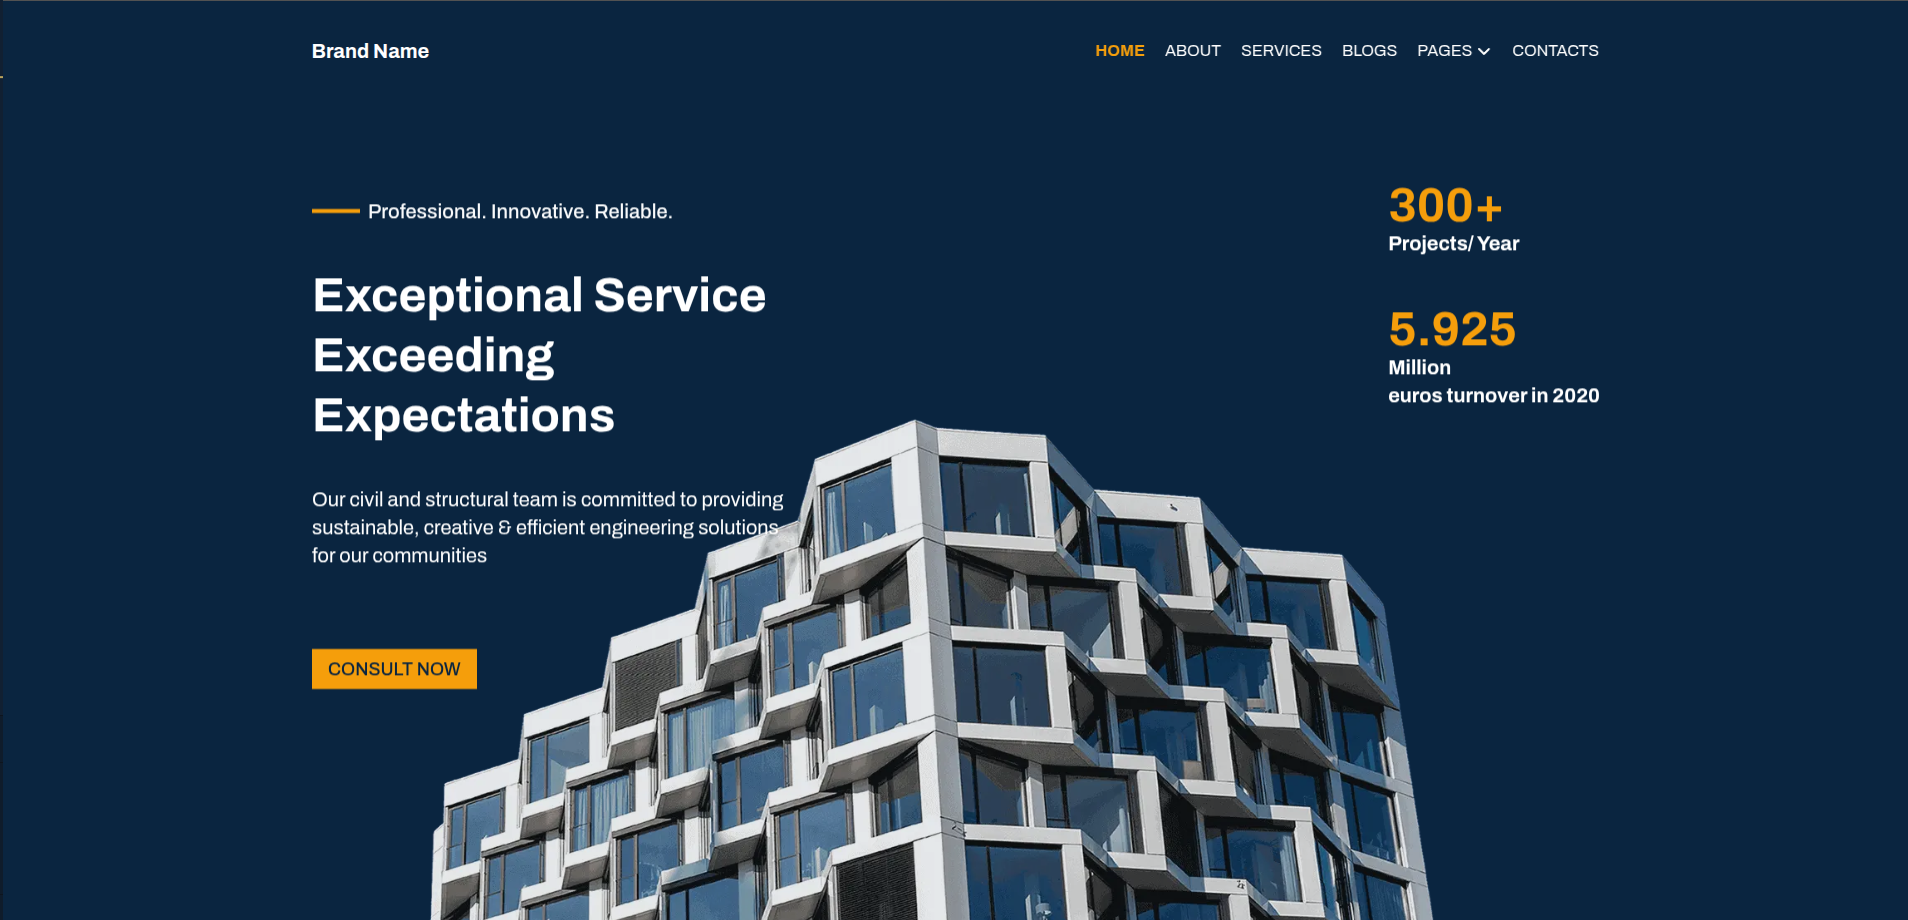 Brand Name
HOME ABOUT SERVICES BLOGS PAGES CONTACTS
Professional. Innovative. Reliable.
Exceptional Service
Exceeding
Expectations
Our civil and structural team is committed to providing
sustainable, creative & efficient engineering solutions
for our communities
CONSULT NOW
300+
Projects/ Year
5.925
Million
euros turnover in 2020